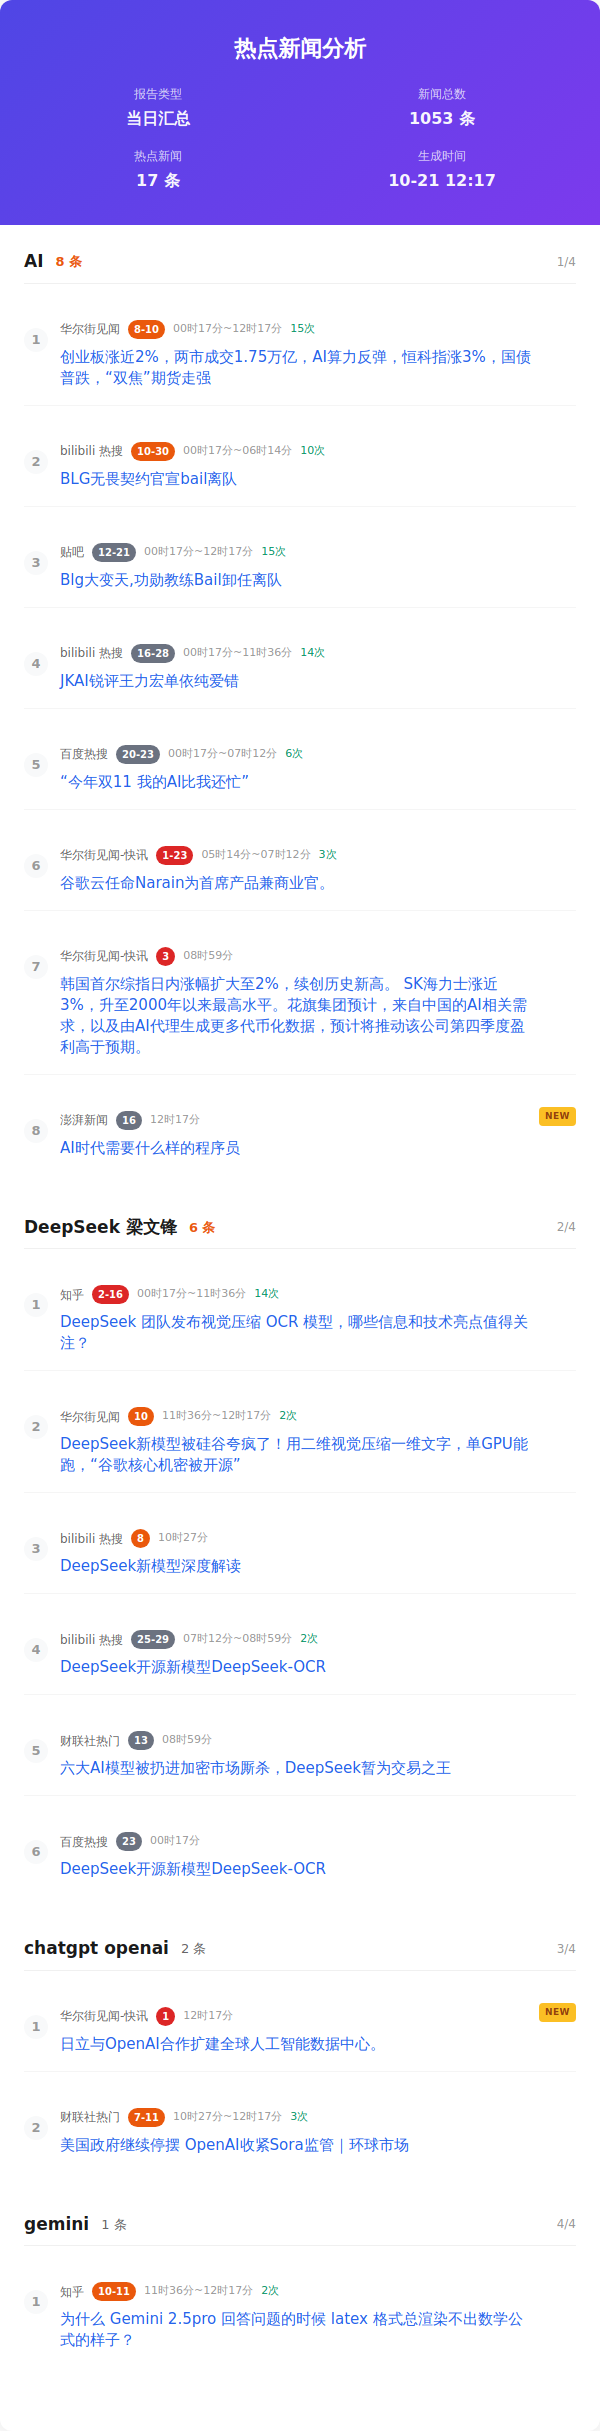 热点新闻分析
报告类型
当日汇总
新闻总数
1053 条
热点新闻
17 条
生成时间
10-21 12:17
AI 8 条 1/4
1
华尔街见闻 8-10 00时17分~12时17分 15次
创业板涨近2%，两市成交1.75万亿，AI算力反弹，恒科指涨3%，国债
普跌，“双焦”期货走强
2
bilibili 热搜 10-30 00时17分~06时14分 10次
BLG无畏契约官宣bail离队
3
贴吧 12-21 00时17分~12时17分 15次
Blg大变天,功勋教练Bail卸任离队
4
bilibili 热搜 16-28 00时17分~11时36分 14次
JKAI锐评王力宏单依纯爱错
5
百度热搜 20-23 00时17分~07时12分 6次
“今年双11 我的AI比我还忙”
6
华尔街见闻-快讯 1-23 05时14分~07时12分 3次
谷歌云任命Narain为首席产品兼商业官。
7
华尔街见闻-快讯 3 08时59分
韩国首尔综指日内涨幅扩大至2%，续创历史新高。 SK海力士涨近
3%，升至2000年以来最高水平。花旗集团预计，来自中国的AI相关需
求，以及由AI代理生成更多代币化数据，预计将推动该公司第四季度盈
利高于预期。
8
澎湃新闻 16 12时17分 NEW
AI时代需要什么样的程序员
DeepSeek 梁文锋 6 条 2/4
1
知乎 2-16 00时17分~11时36分 14次
DeepSeek 团队发布视觉压缩 OCR 模型，哪些信息和技术亮点值得关
注？
2
华尔街见闻 10 11时36分~12时17分 2次
DeepSeek新模型被硅谷夸疯了！用二维视觉压缩一维文字，单GPU能
跑，“谷歌核心机密被开源”
3
bilibili 热搜 8 10时27分
DeepSeek新模型深度解读
4
bilibili 热搜 25-29 07时12分~08时59分 2次
DeepSeek开源新模型DeepSeek-OCR
5
财联社热门 13 08时59分
六大AI模型被扔进加密市场厮杀，DeepSeek暂为交易之王
6
百度热搜 23 00时17分
DeepSeek开源新模型DeepSeek-OCR
chatgpt openai 2 条 3/4
1
华尔街见闻-快讯 1 12时17分 NEW
日立与OpenAI合作扩建全球人工智能数据中心。
2
财联社热门 7-11 10时27分~12时17分 3次
美国政府继续停摆 OpenAI收紧Sora监管｜环球市场
gemini 1 条 4/4
1
知乎 10-11 11时36分~12时17分 2次
为什么 Gemini 2.5pro 回答问题的时候 latex 格式总渲染不出数学公
式的样子？